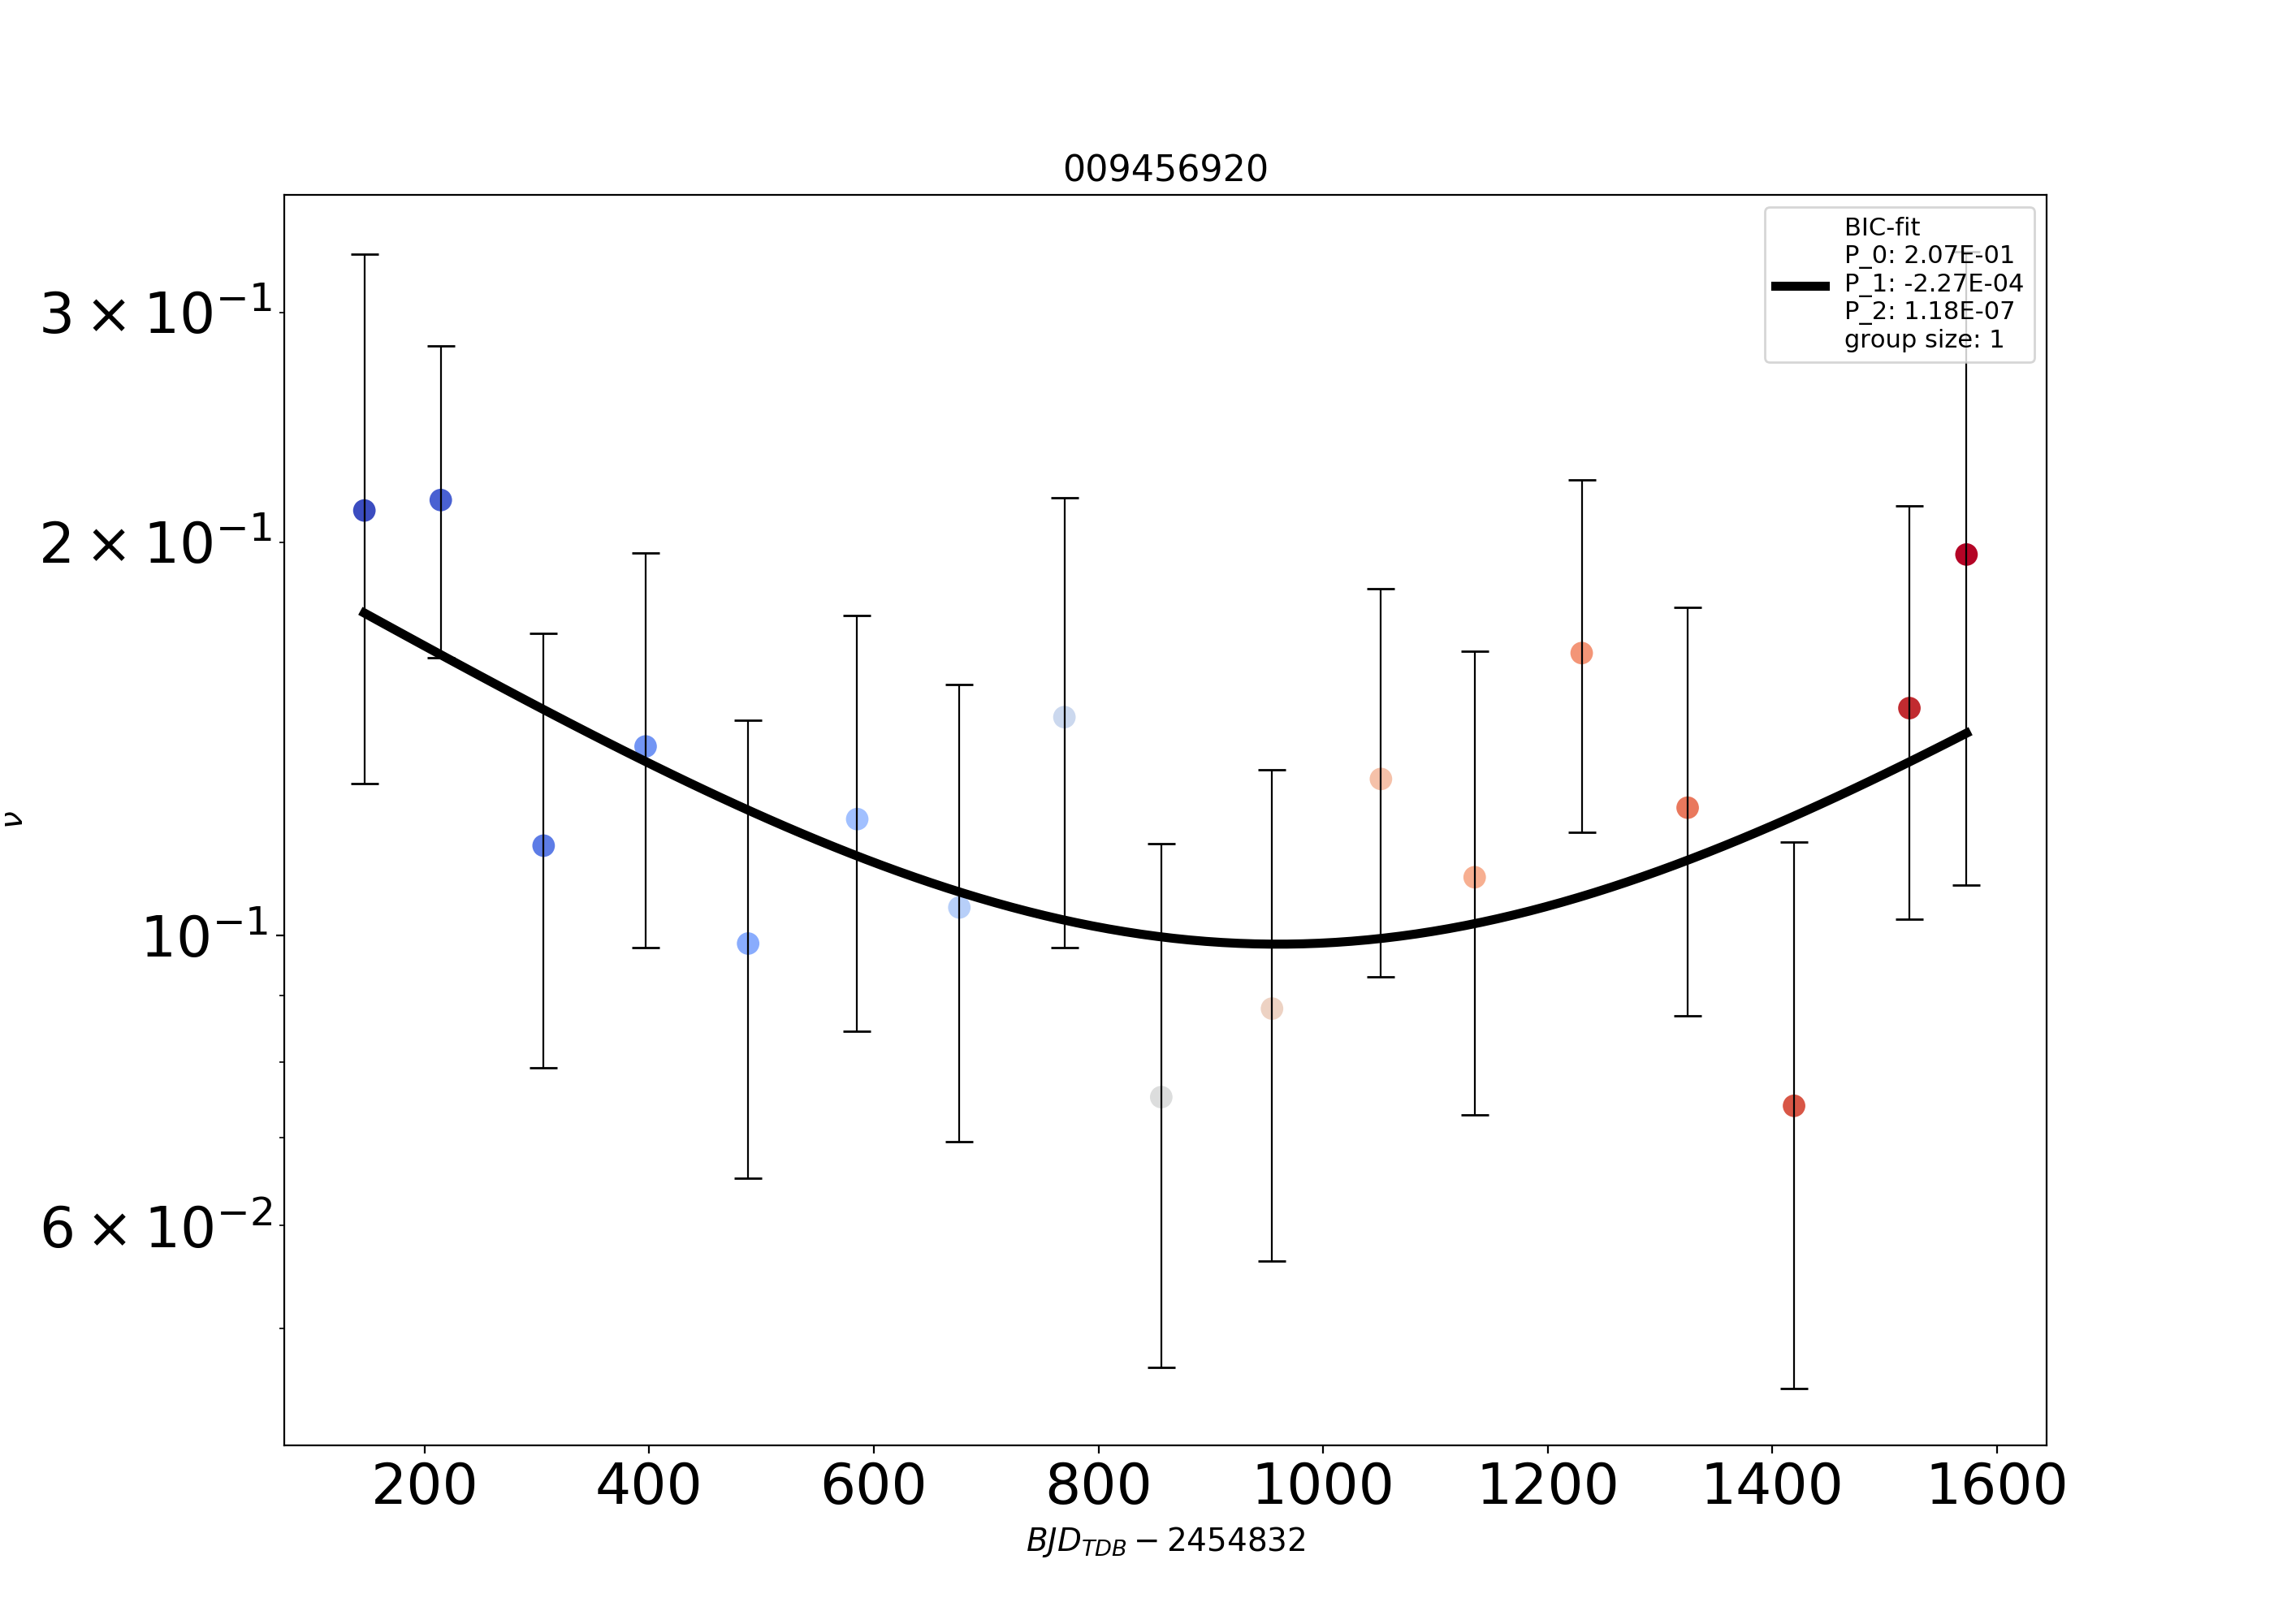 009456920
BIC-fit
P_0: 2.07E-01
P_1: -2.27E-04
P_2: 1.18E-07
group size: 1
3 × 10⁻¹
2 × 10⁻¹
10⁻¹
6 × 10⁻²
ν
200 400 600 800 1000 1200 1400 1600
BJD_TDB − 2454832